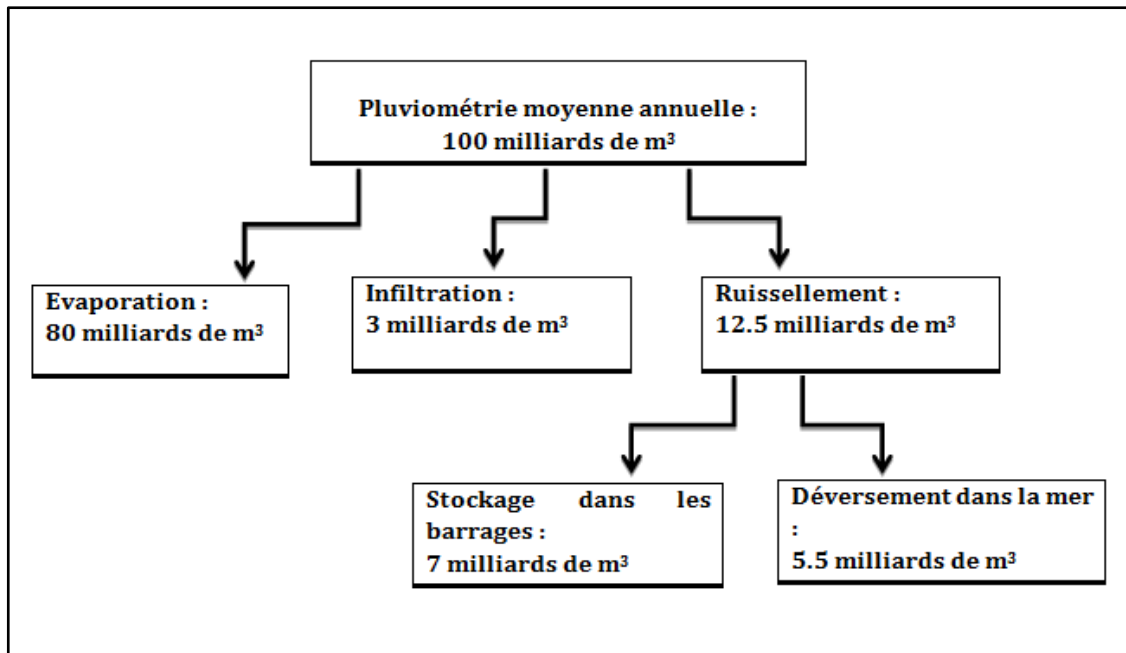 Pluviométrie moyenne annuelle :
100 milliards de m³
Evaporation :
80 milliards de m³
Infiltration :
3 milliards de m³
Ruissellement :
12.5 milliards de m³
Stockage dans les
barrages :
7 milliards de m³
Déversement dans la mer
:
5.5 milliards de m³